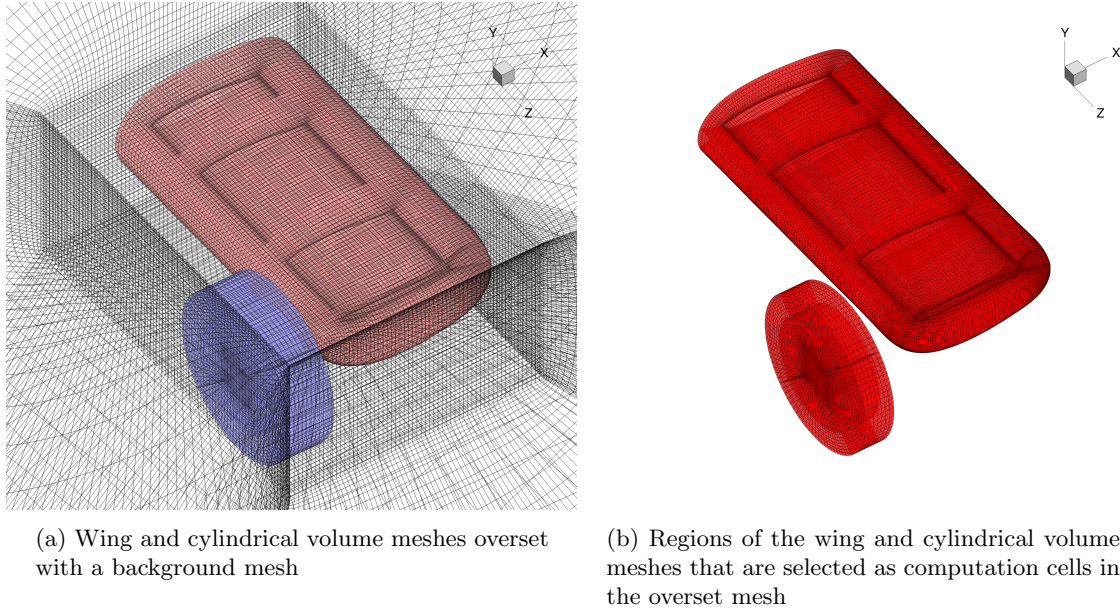 Y
X
Z
Y
X
Z
(a) Wing and cylindrical volume meshes overset
with a background mesh
(b) Regions of the wing and cylindrical volume
meshes that are selected as computation cells in
the overset mesh